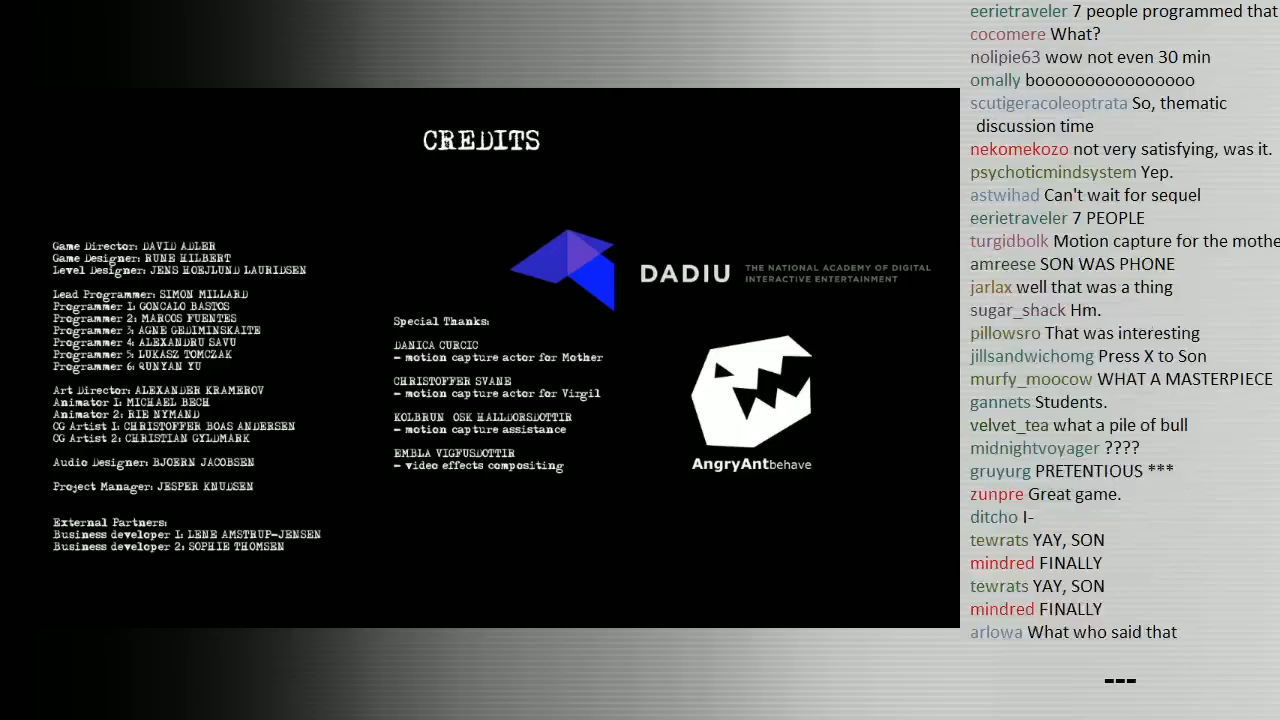 CREDITS
Game Director: DAVID ADLER
Game Designer: RUNE HILBERT
Level Designer: JENS HOEJLUND LAURIDSEN
Lead Programmer: SIMON MILLARD
Programmer 1: GONCALO BASTOS
Programmer 2: MARCOS FUENTES
Programmer 3: AGNE GEDIMINSKAITE
Programmer 4: ALEXANDRU SAVU
Programmer 5: LUKASZ TOMCZAK
Programmer 6: QUNYAN YU
Art Director: ALEXANDER KRAMEROV
Animator 1: MICHAEL BECH
Animator 2: RIE NYMAND
CG Artist 1: CHRISTOFFER BOAS ANDERSEN
CG Artist 2: CHRISTIAN GYLDMARK
Audio Designer: BJOERN JACOBSEN
Project Manager: JESPER KNUDSEN
External Partners:
Business developer 1: LENE AMSTRUP-JENSEN
Business developer 2: SOPHIE THOMSEN
DADIU
THE NATIONAL ACADEMY OF DIGITAL
INTERACTIVE ENTERTAINMENT
Special Thanks:
DANICA CURCIC
- motion capture actor for Mother
CHRISTOFFER SVANE
- motion capture actor for Virgil
KOLBRUN OSK HALLDORSDOTTIR
- motion capture assistance
EMBLA VIGFUSDOTTIR
- video effects compositing
AngryAntbehave
eerietraveler 7 people programmed that
cocomere What?
nolipie63 wow not even 30 min
omally boooooooooooooooo
scutigeracoleoptrata So, thematic
discussion time
nekomekozo not very satisfying, was it.
psychoticmindsystem Yep.
astwihad Can't wait for sequel
eerietraveler 7 PEOPLE
turgidbolk Motion capture for the mothe
amreese SON WAS PHONE
jarlax well that was a thing
sugar_shack Hm.
pillowsro That was interesting
jillsandwichomg Press X to Son
murfy_moocow WHAT A MASTERPIECE
gannets Students.
velvet_tea what a pile of bull
midnightvoyager ????
gruyurg PRETENTIOUS ***
zunpre Great game.
ditcho I-
tewrats YAY, SON
mindred FINALLY
tewrats YAY, SON
mindred FINALLY
arlowa What who said that
---